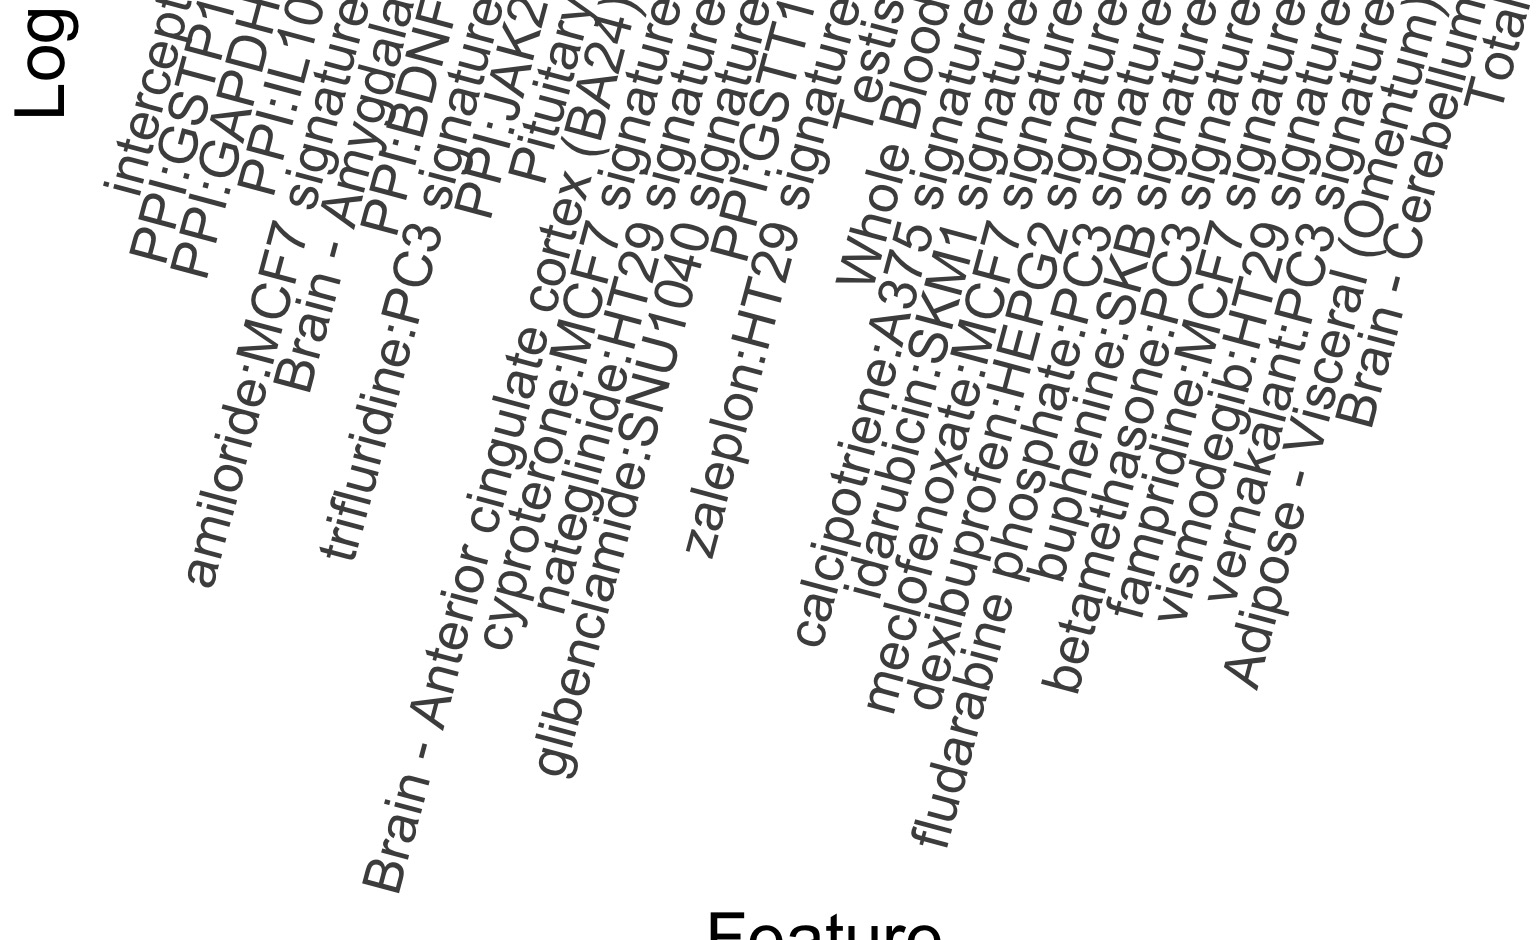 Log
intercept
PPI:GSTP1
PPI:GAPDH
PPI:IL10
amiloride:MCF7 signature
Brain - Amygdala
PPI:BDNF
trifluridine:PC3 signature
PPI:JAK2
Pituitary
Brain - Anterior cingulate cortex (BA24)
cyproterone:MCF7 signature
nateglinide:HT29 signature
glibenclamide:SNU1040 signature
PPI:GSTT1
zaleplon:HT29 signature
Testis
Whole Blood
calcipotriene:A375 signature
idarubicin:SKM1 signature
meclofenoxate:MCF7 signature
dexibuprofen:HEPG2 signature
fludarabine phosphate:PC3 signature
buphenine:SKB signature
betamethasone:PC3 signature
fampridine:MCF7 signature
vismodegib:HT29 signature
vernakalant:PC3 signature
Adipose - Visceral (Omentum)
Brain - Cerebellum
Total
Feature